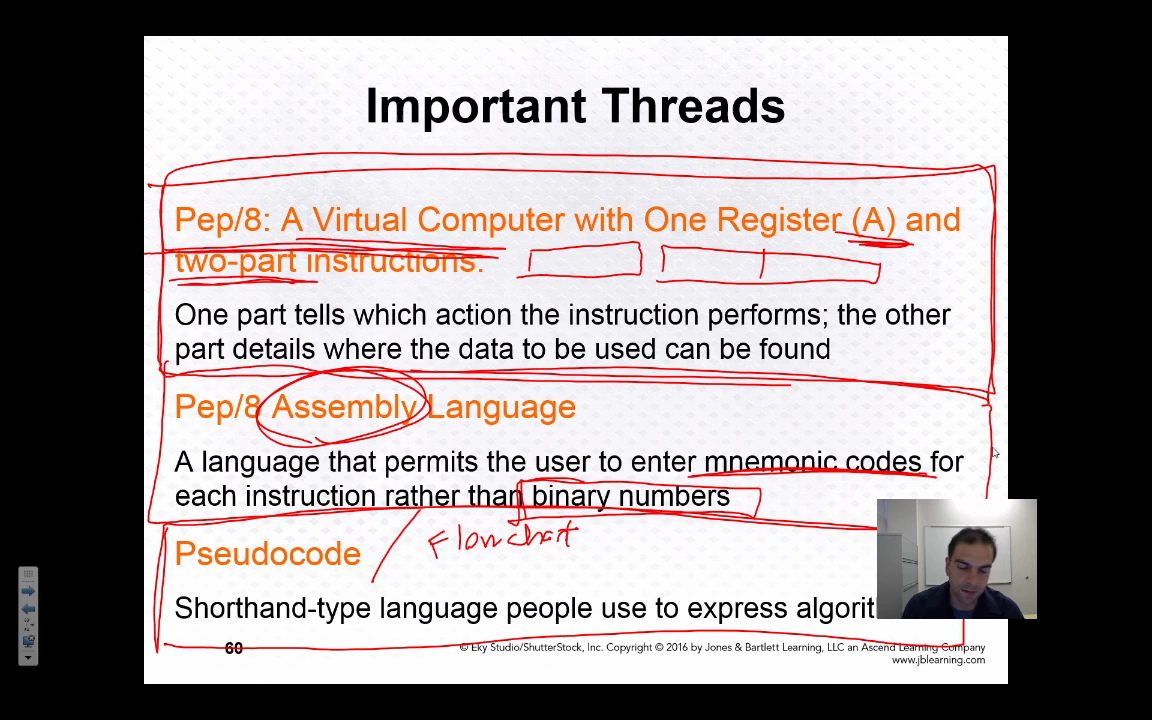 Important Threads
Pep/8: A Virtual Computer with One Register (A) and
two-part instructions:
One part tells which action the instruction performs; the other
part details where the data to be used can be found
Pep/8 Assembly Language
A language that permits the user to enter mnemonic codes for
each instruction rather than binary numbers
Flowchart
Pseudocode
Shorthand-type language people use to express algorit
60
© Eky Studio/ShutterStock, Inc. Copyright © 2016 by Jones & Bartlett Learning, LLC an Ascend Learning Company
www.jblearning.com